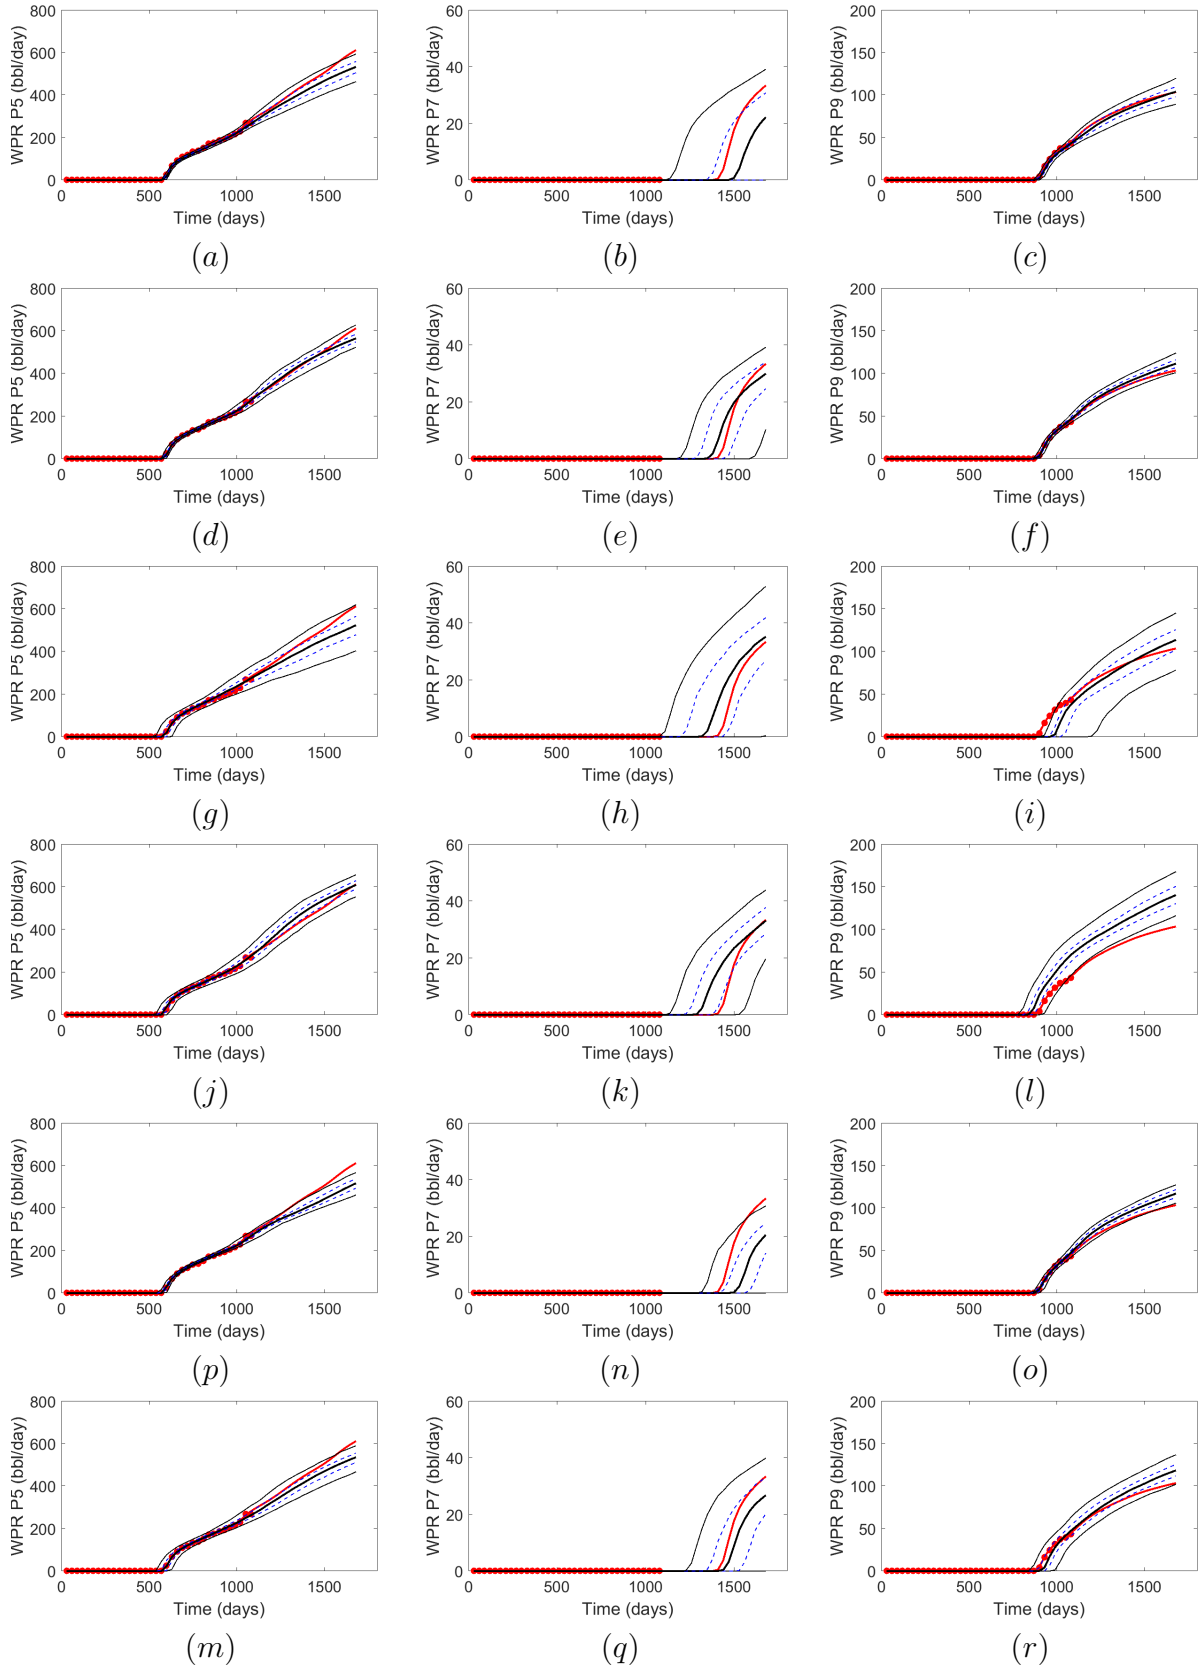 800
600
400
200
0
WPR P5 (bbl/day)
0 500 1000 1500
Time (days)
(a)
60
40
20
0
WPR P7 (bbl/day)
0 500 1000 1500
Time (days)
(b)
200
150
100
50
0
WPR P9 (bbl/day)
0 500 1000 1500
Time (days)
(c)
800
600
400
200
0
WPR P5 (bbl/day)
0 500 1000 1500
Time (days)
(d)
60
40
20
0
WPR P7 (bbl/day)
0 500 1000 1500
Time (days)
(e)
200
150
100
50
0
WPR P9 (bbl/day)
0 500 1000 1500
Time (days)
(f)
800
600
400
200
0
WPR P5 (bbl/day)
0 500 1000 1500
Time (days)
(g)
60
40
20
0
WPR P7 (bbl/day)
0 500 1000 1500
Time (days)
(h)
200
150
100
50
0
WPR P9 (bbl/day)
0 500 1000 1500
Time (days)
(i)
800
600
400
200
0
WPR P5 (bbl/day)
0 500 1000 1500
Time (days)
(j)
60
40
20
0
WPR P7 (bbl/day)
0 500 1000 1500
Time (days)
(k)
200
150
100
50
0
WPR P9 (bbl/day)
0 500 1000 1500
Time (days)
(l)
800
600
400
200
0
WPR P5 (bbl/day)
0 500 1000 1500
Time (days)
(p)
60
40
20
0
WPR P7 (bbl/day)
0 500 1000 1500
Time (days)
(n)
200
150
100
50
0
WPR P9 (bbl/day)
0 500 1000 1500
Time (days)
(o)
800
600
400
200
0
WPR P5 (bbl/day)
0 500 1000 1500
Time (days)
(m)
60
40
20
0
WPR P7 (bbl/day)
0 500 1000 1500
Time (days)
(q)
200
150
100
50
0
WPR P9 (bbl/day)
0 500 1000 1500
Time (days)
(r)